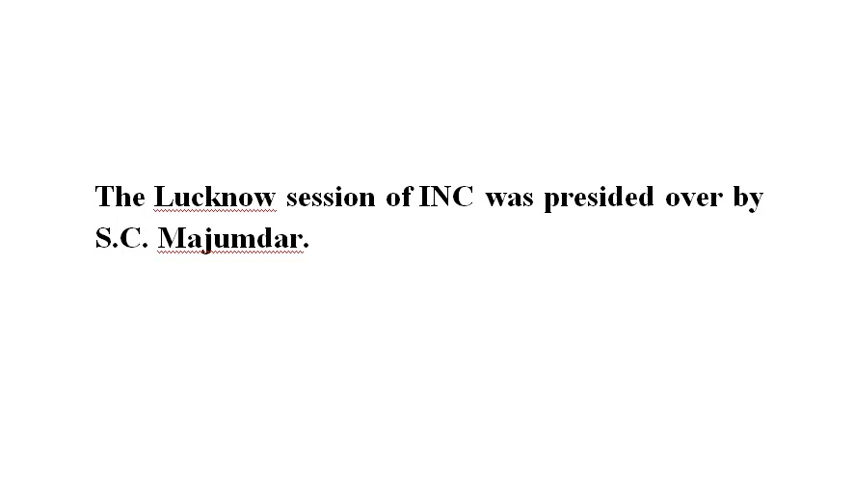 The Lucknow session of INC was presided over by
S.C. Majumdar.